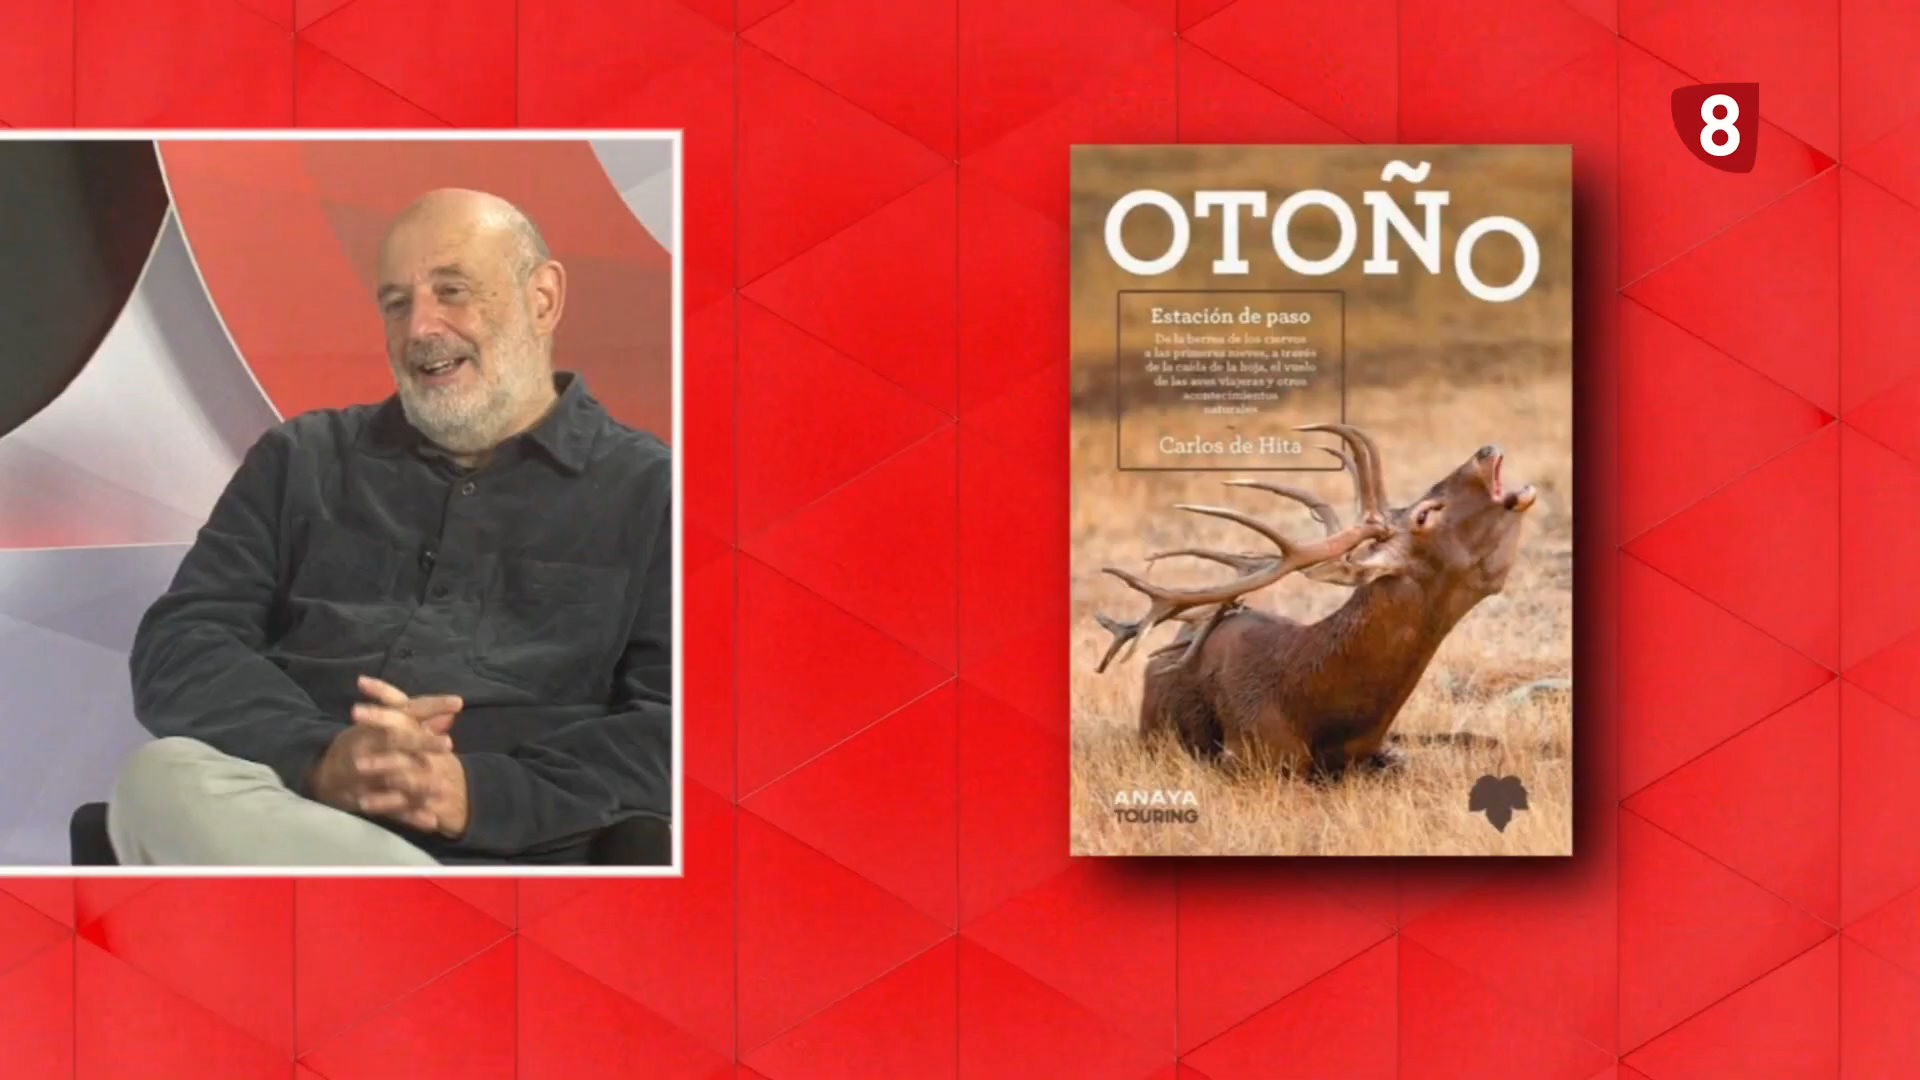 8
OTOÑO
Estación de paso
De la berrea de los ciervos
a las primeras nieves, a través
de la caída de la hoja, el vuelo
de las aves viajeras y otros
acontecimientos
naturales
Carlos de Hita
ANAYA
TOURING